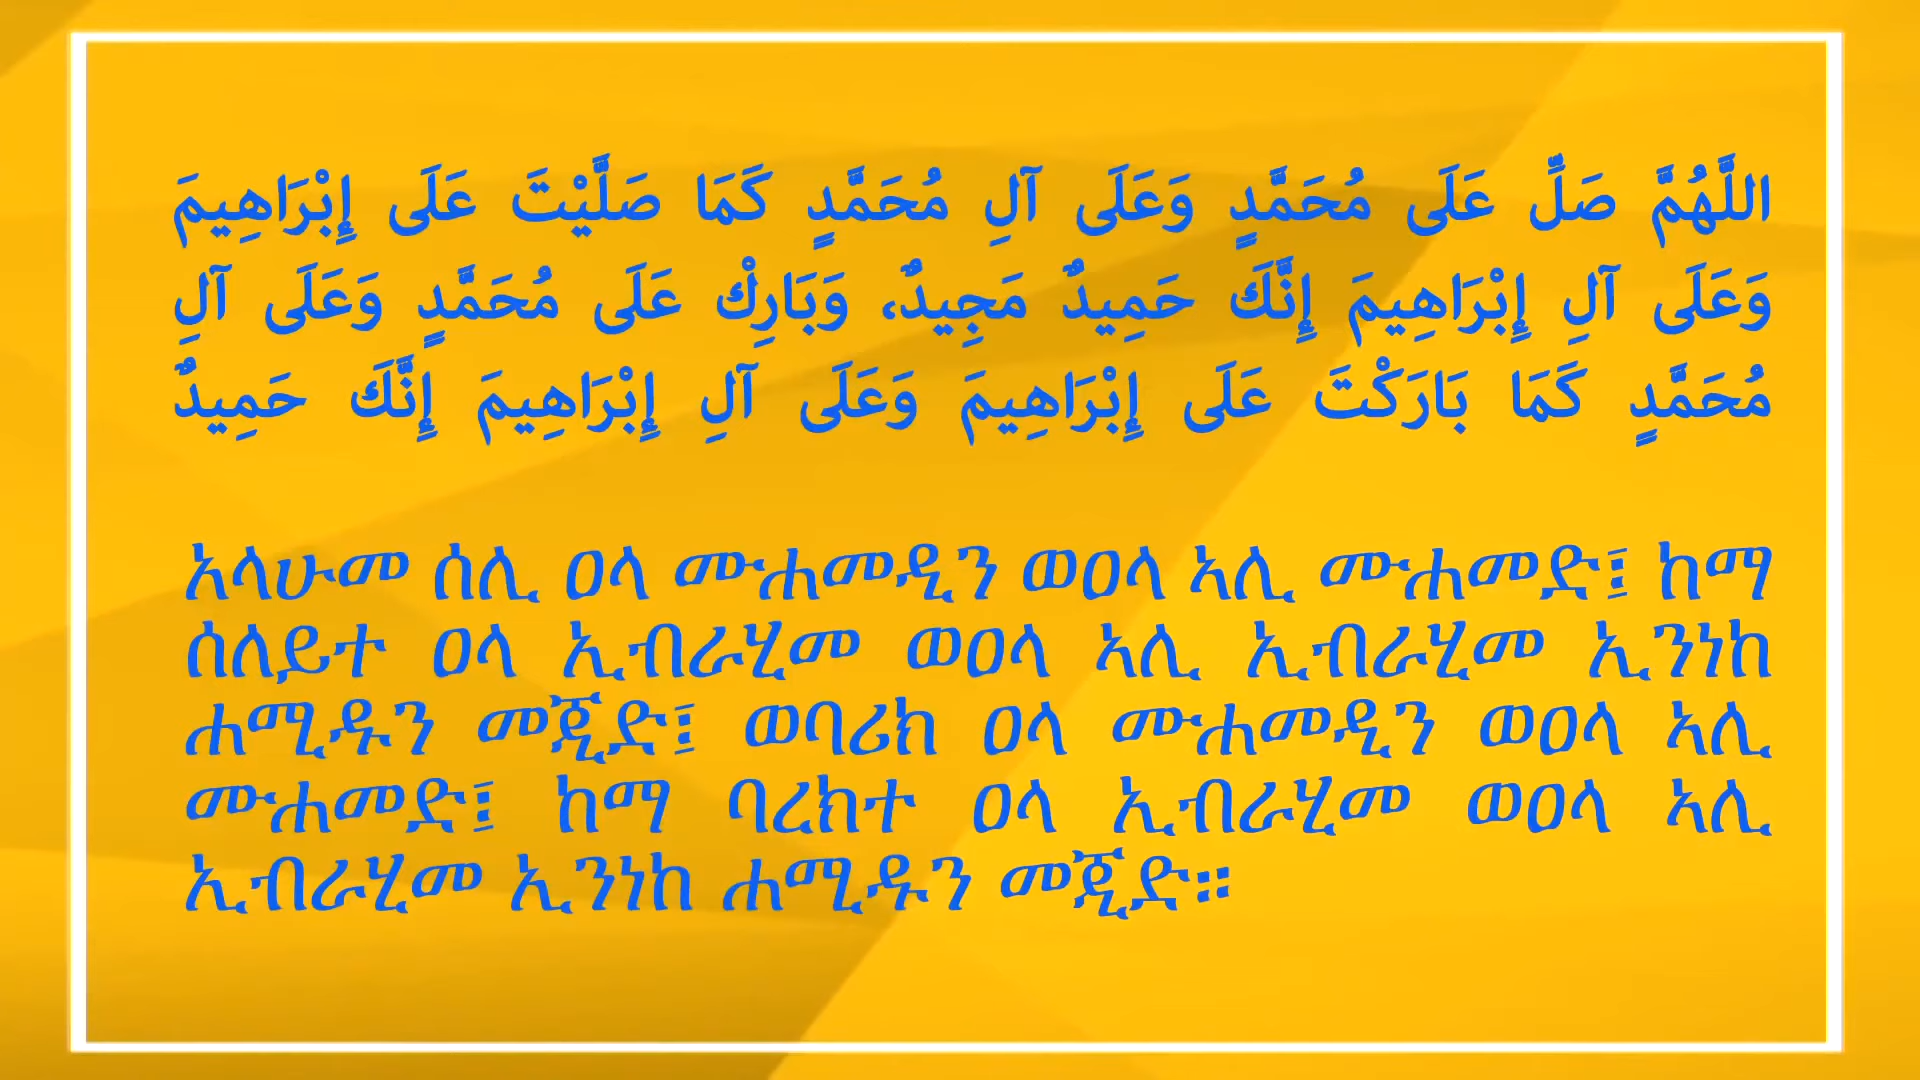 اللَّهُمَّ صَلِّ عَلَى مُحَمَّدٍ وَعَلَى آلِ مُحَمَّدٍ كَمَا صَلَّيْتَ عَلَى إِبْرَاهِيمَ
وَعَلَى آلِ إِبْرَاهِيمَ إِنَّكَ حَمِيدٌ مَجِيدٌ، وَبَارِكْ عَلَى مُحَمَّدٍ وَعَلَى آلِ
مُحَمَّدٍ كَمَا بَارَكْتَ عَلَى إِبْرَاهِيمَ وَعَلَى آلِ إِبْرَاهِيمَ إِنَّكَ حَمِيدٌ
አላሁመ ሰሊ ዐላ ሙሐመዲን ወዐላ ኣሊ ሙሐመድ፤ ከማ
ሰለይተ ዐላ ኢብራሂመ ወዐላ ኣሊ ኢብራሂመ ኢንነከ
ሐሚዱን መጂድ፤ ወባሪክ ዐላ ሙሐመዲን ወዐላ ኣሊ
ሙሐመድ፤ ከማ ባረክተ ዐላ ኢብራሂመ ወዐላ ኣሊ
ኢብራሂመ ኢንነከ ሐሚዱን መጂድ።